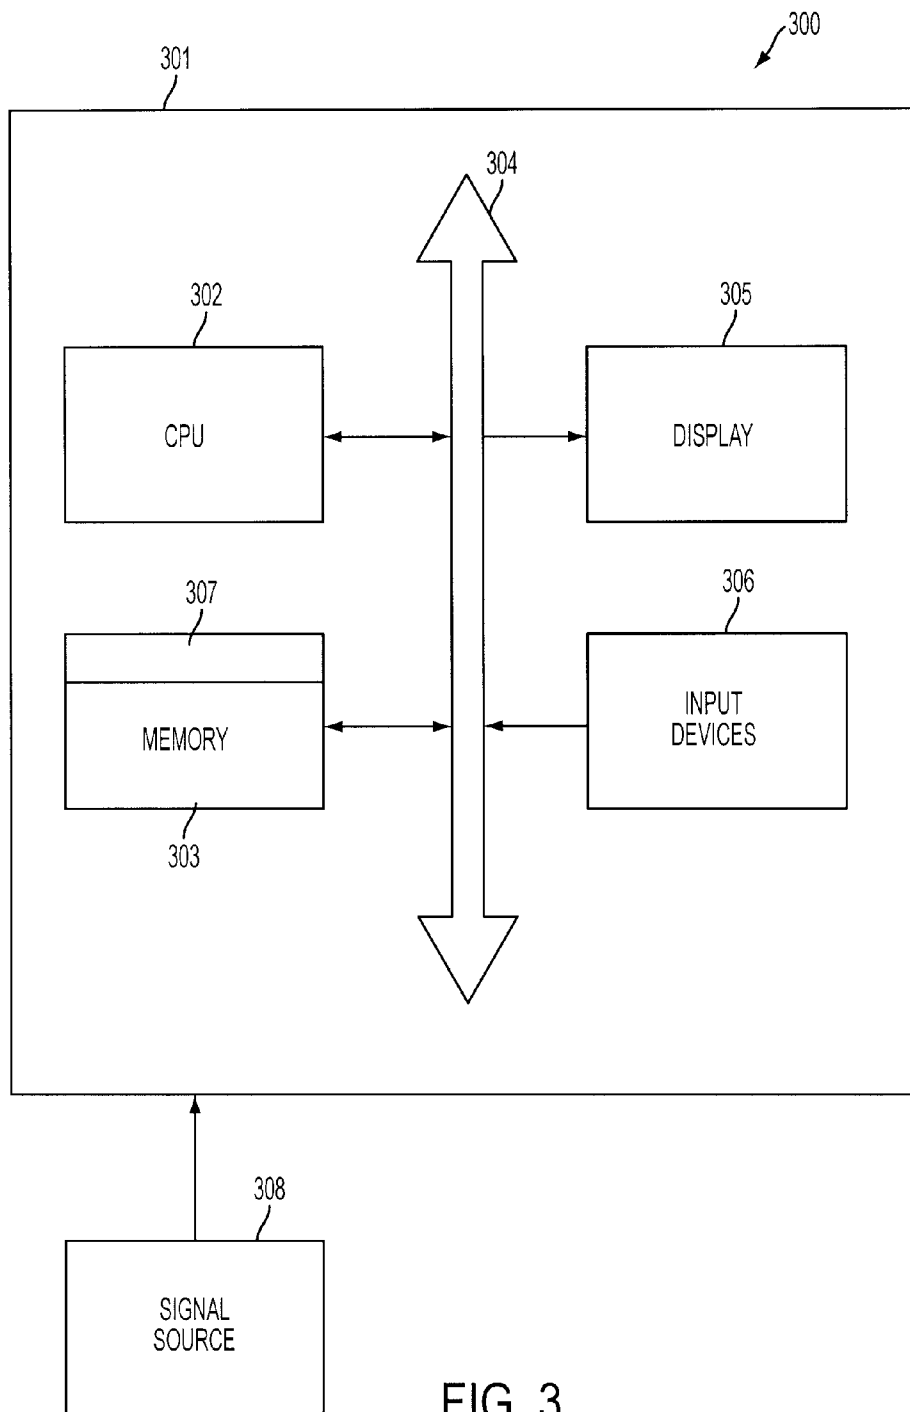 300
301
304
302
305
CPU
DISPLAY
307
306
MEMORY
INPUT
DEVICES
303
308
SIGNAL
SOURCE
FIG. 3